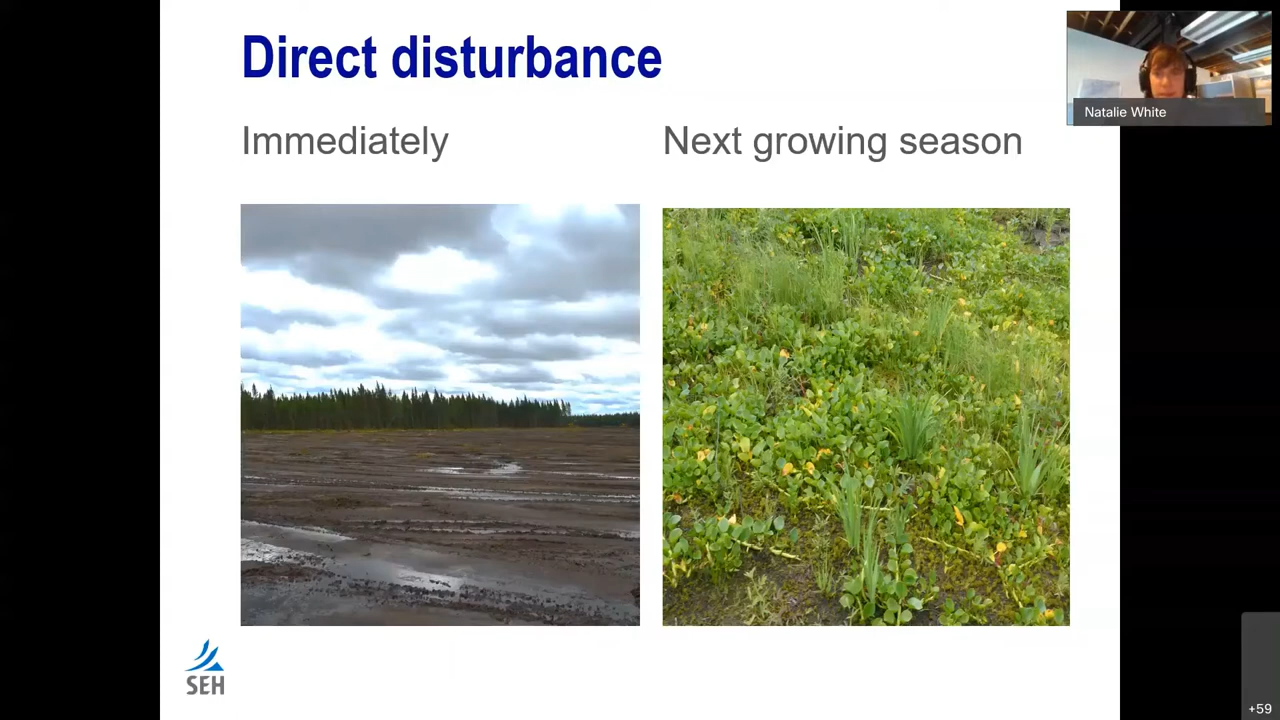 Direct disturbance
Natalie White
Immediately
Next growing season
SEH
+59